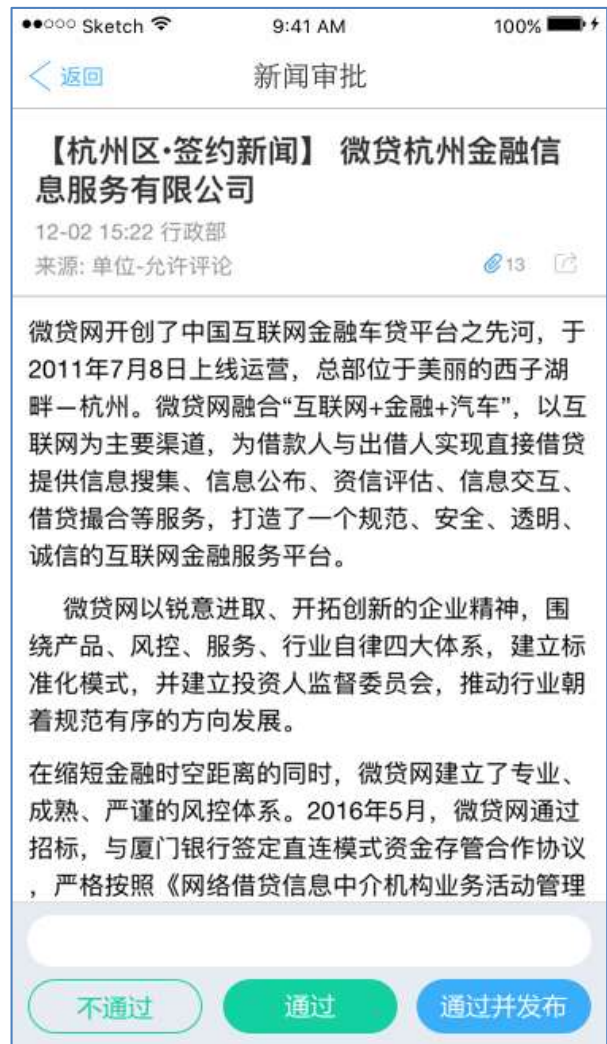 Sketch 9:41 AM 100%
返回 新闻审批
【杭州区·签约新闻】 微贷杭州金融信
息服务有限公司
12-02 15:22 行政部
来源: 单位-允许评论 13
微贷网开创了中国互联网金融车贷平台之先河，于
2011年7月8日上线运营，总部位于美丽的西子湖
畔—杭州。微贷网融合“互联网+金融+汽车”，以互
联网为主要渠道，为借款人与出借人实现直接借贷
提供信息搜集、信息公布、资信评估、信息交互、
借贷撮合等服务，打造了一个规范、安全、透明、
诚信的互联网金融服务平台。
微贷网以锐意进取、开拓创新的企业精神，围
绕产品、风控、服务、行业自律四大体系，建立标
准化模式，并建立投资人监督委员会，推动行业朝
着规范有序的方向发展。
在缩短金融时空距离的同时，微贷网建立了专业、
成熟、严谨的风控体系。2016年5月，微贷网通过
招标，与厦门银行签定直连模式资金存管合作协议
，严格按照《网络借贷信息中介机构业务活动管理
不通过 通过 通过并发布